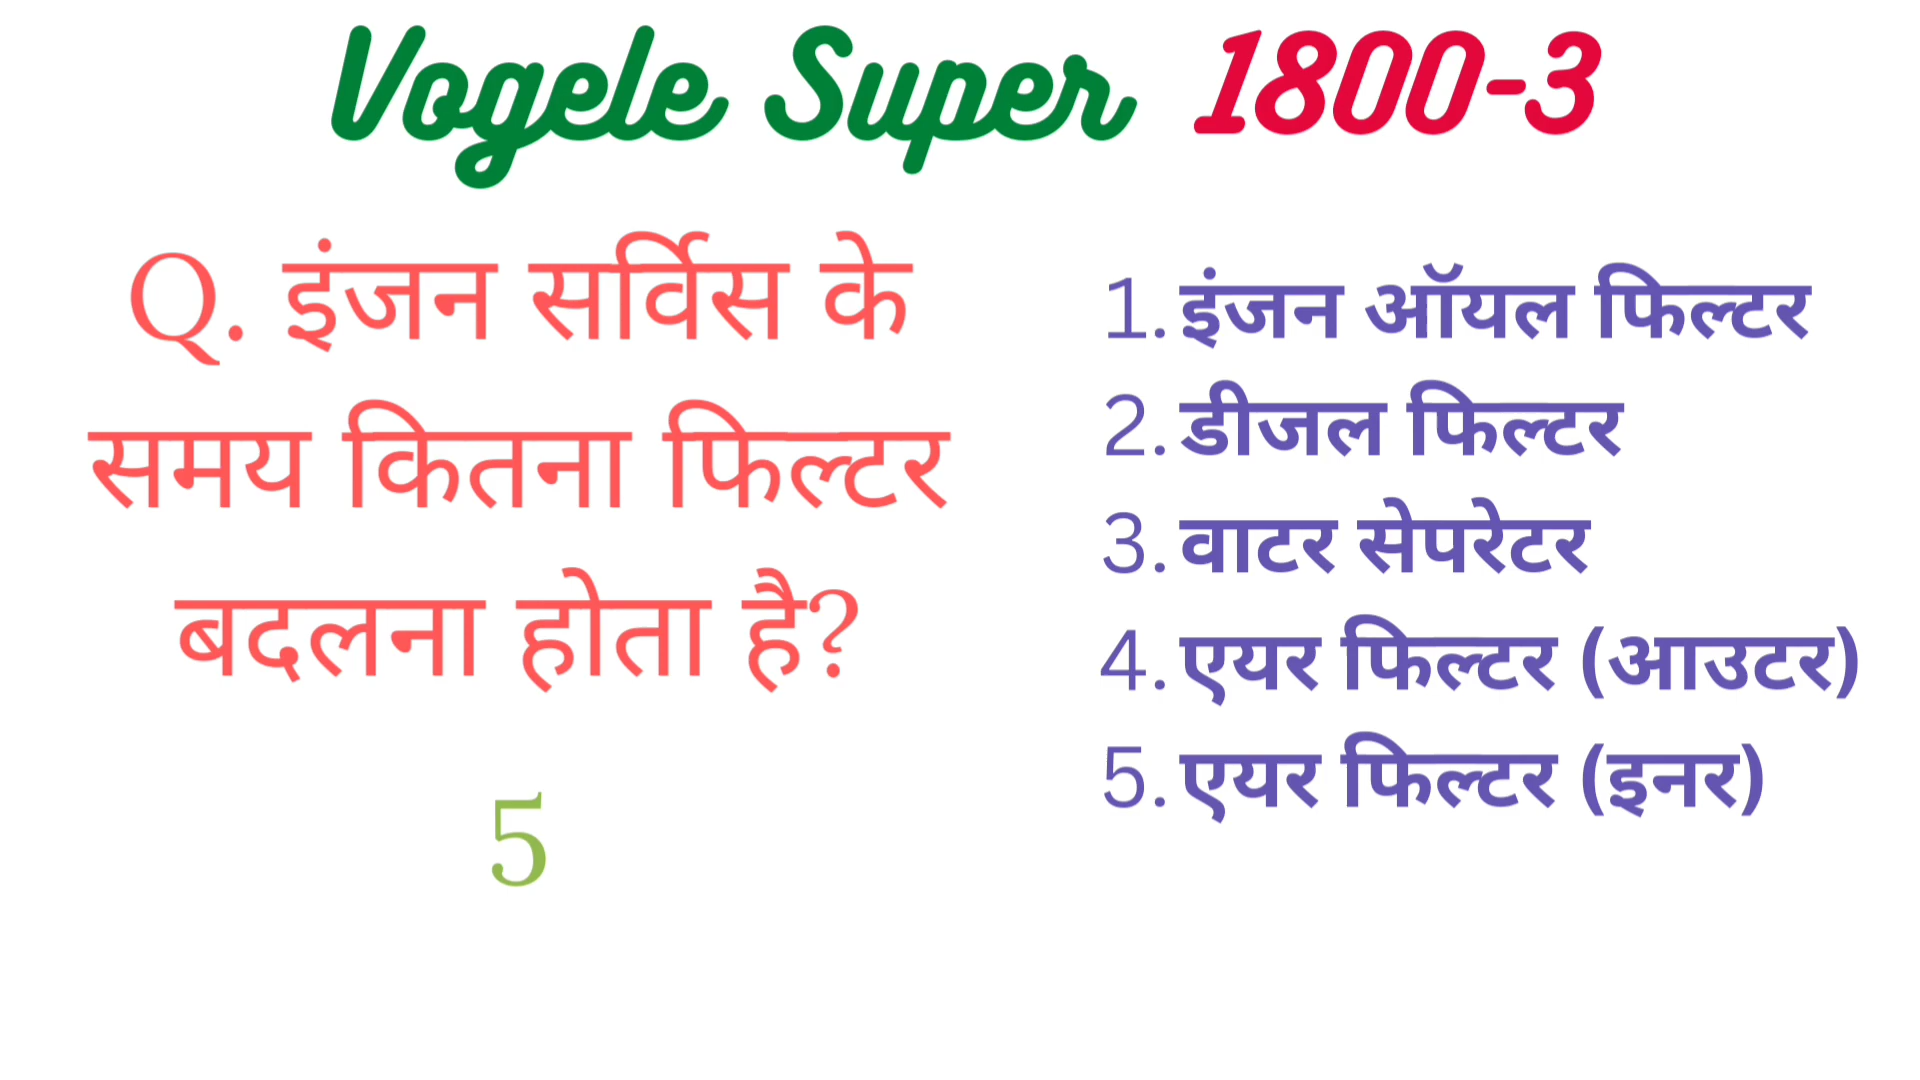 Vogele Super 1800-3
Q. इंजन सर्विस के
समय कितना फिल्टर
बदलना होता है?
5
1. इंजन ऑयल फिल्टर
2. डीजल फिल्टर
3. वाटर सेपरेटर
4. एयर फिल्टर (आउटर)
5. एयर फिल्टर (इनर)